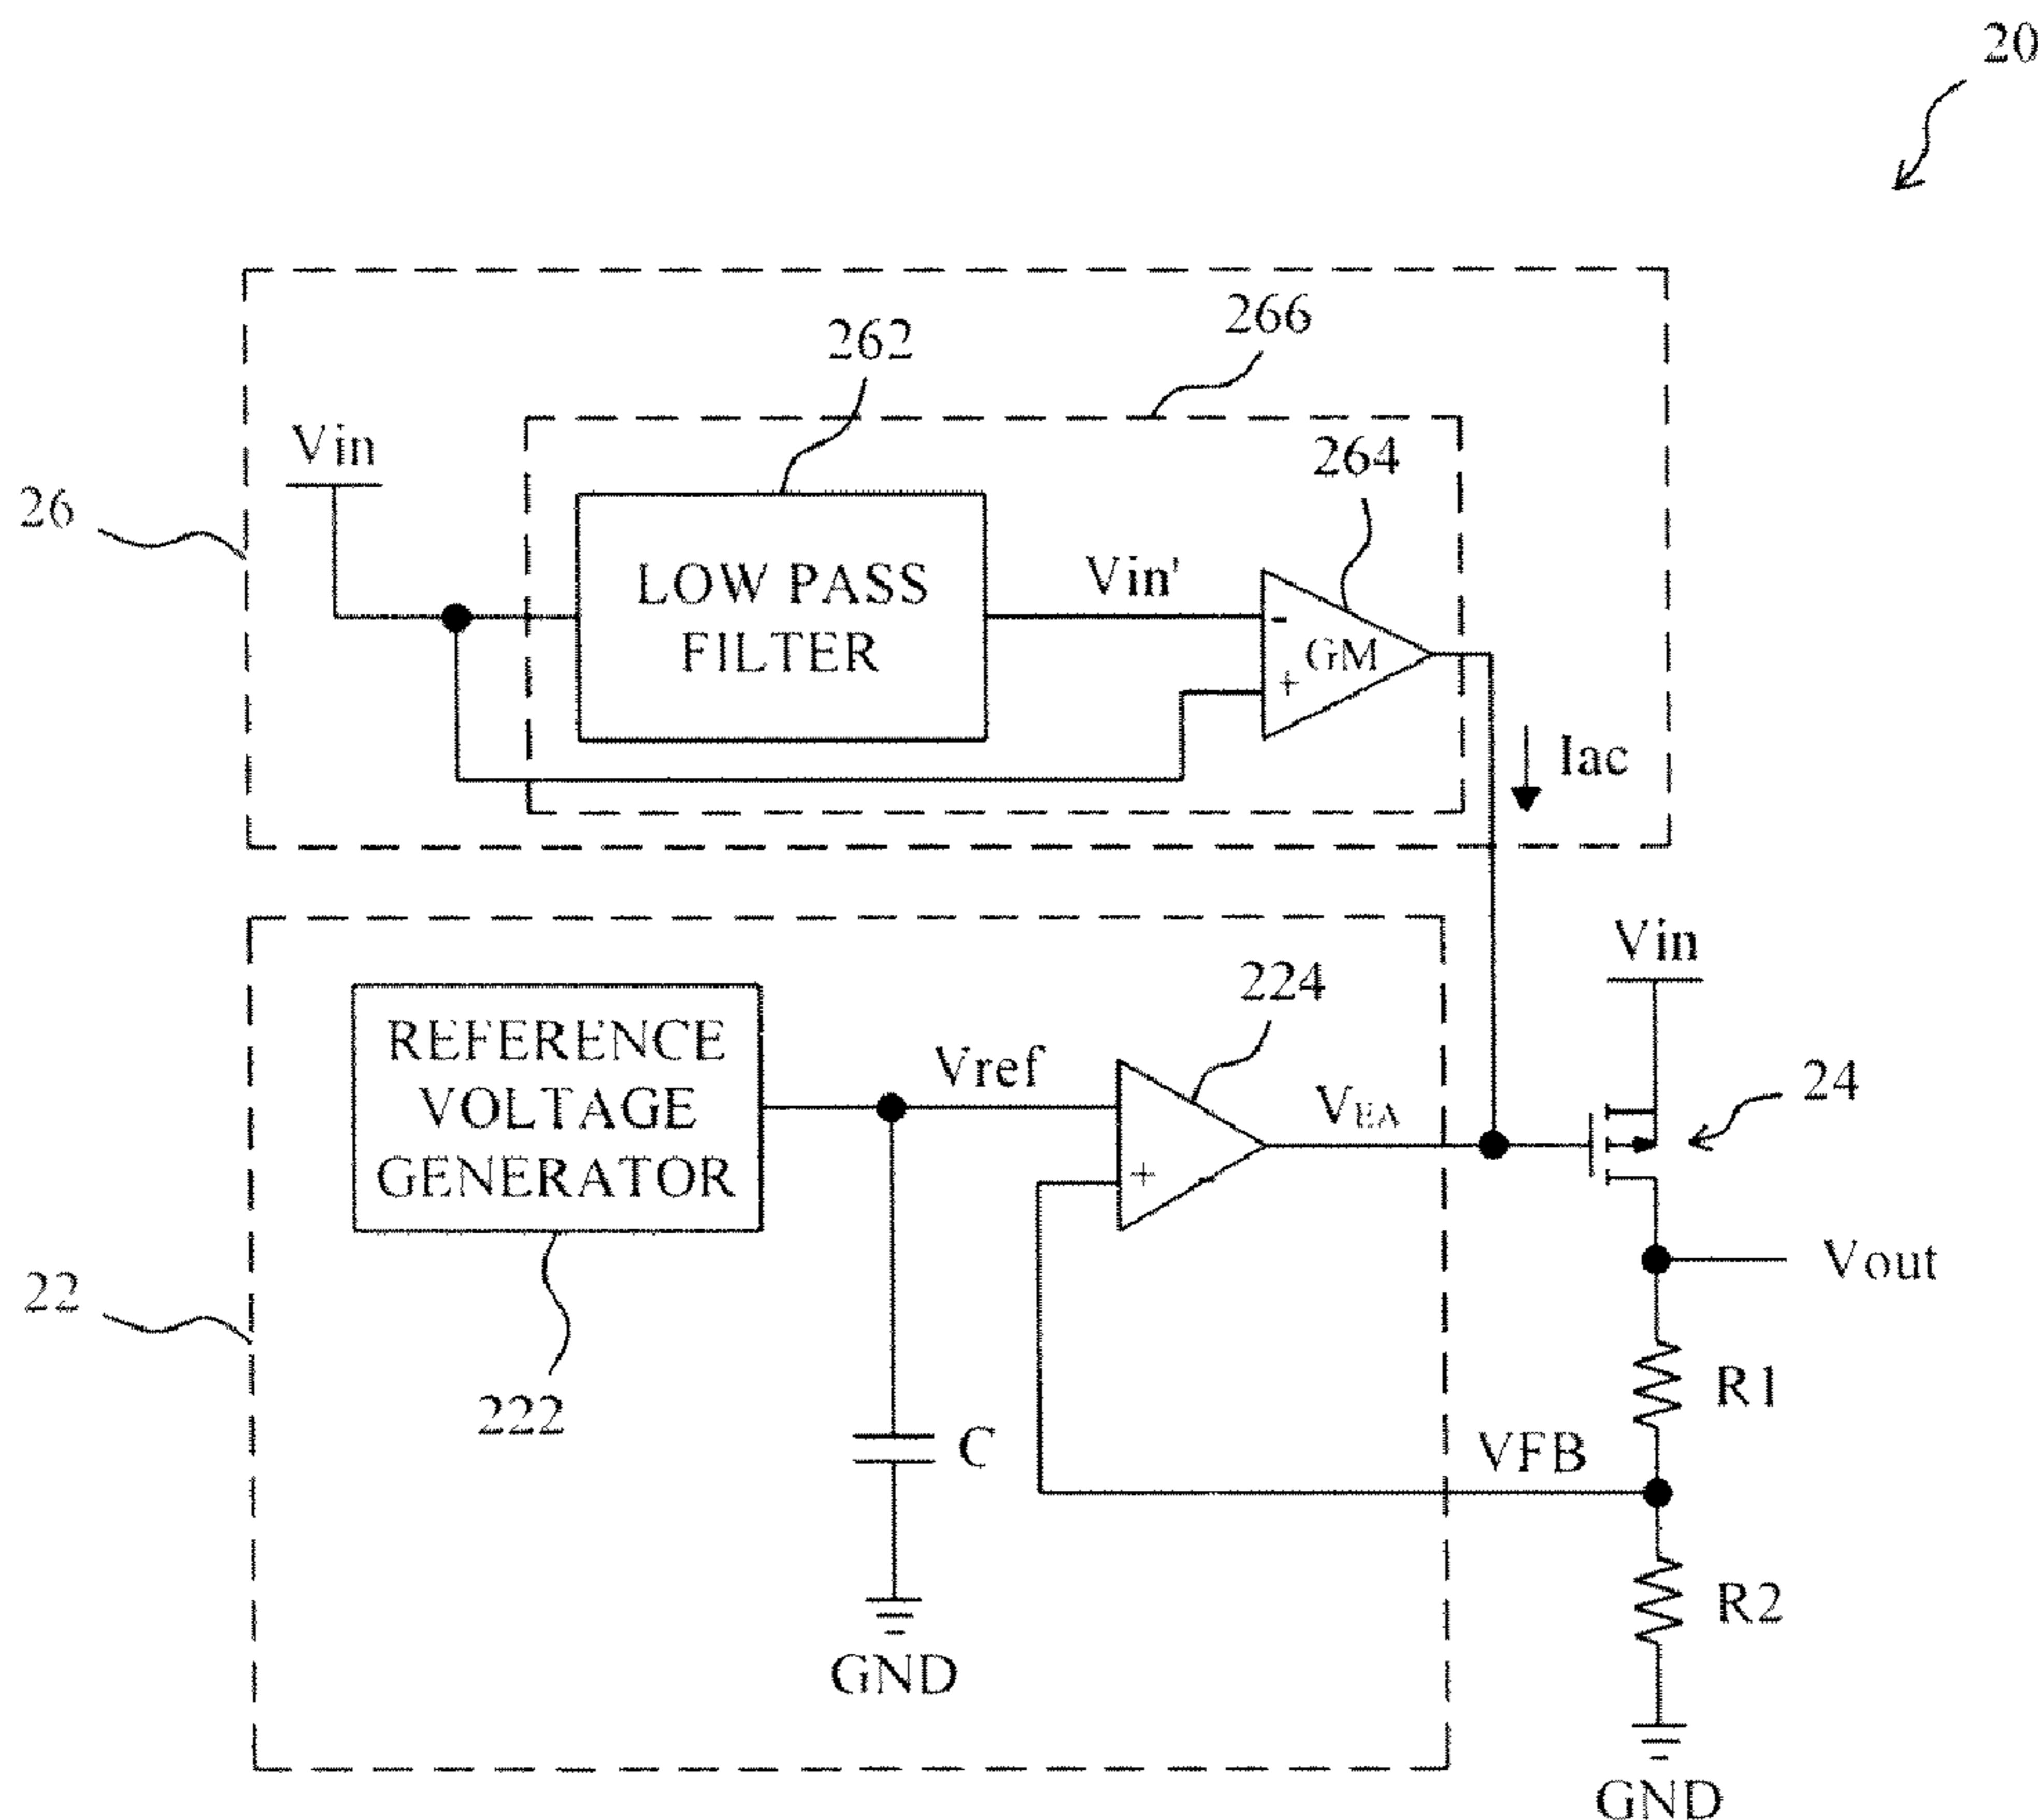 20
266
262
Vin
264
26
LOW PASS
FILTER
Vin'
-
GM
+
Iac
Vin
224
REFERENCE
VOLTAGE
GENERATOR
Vref
VEA
24
+
Vout
22
222
R1
C
VFB
R2
GND
GND